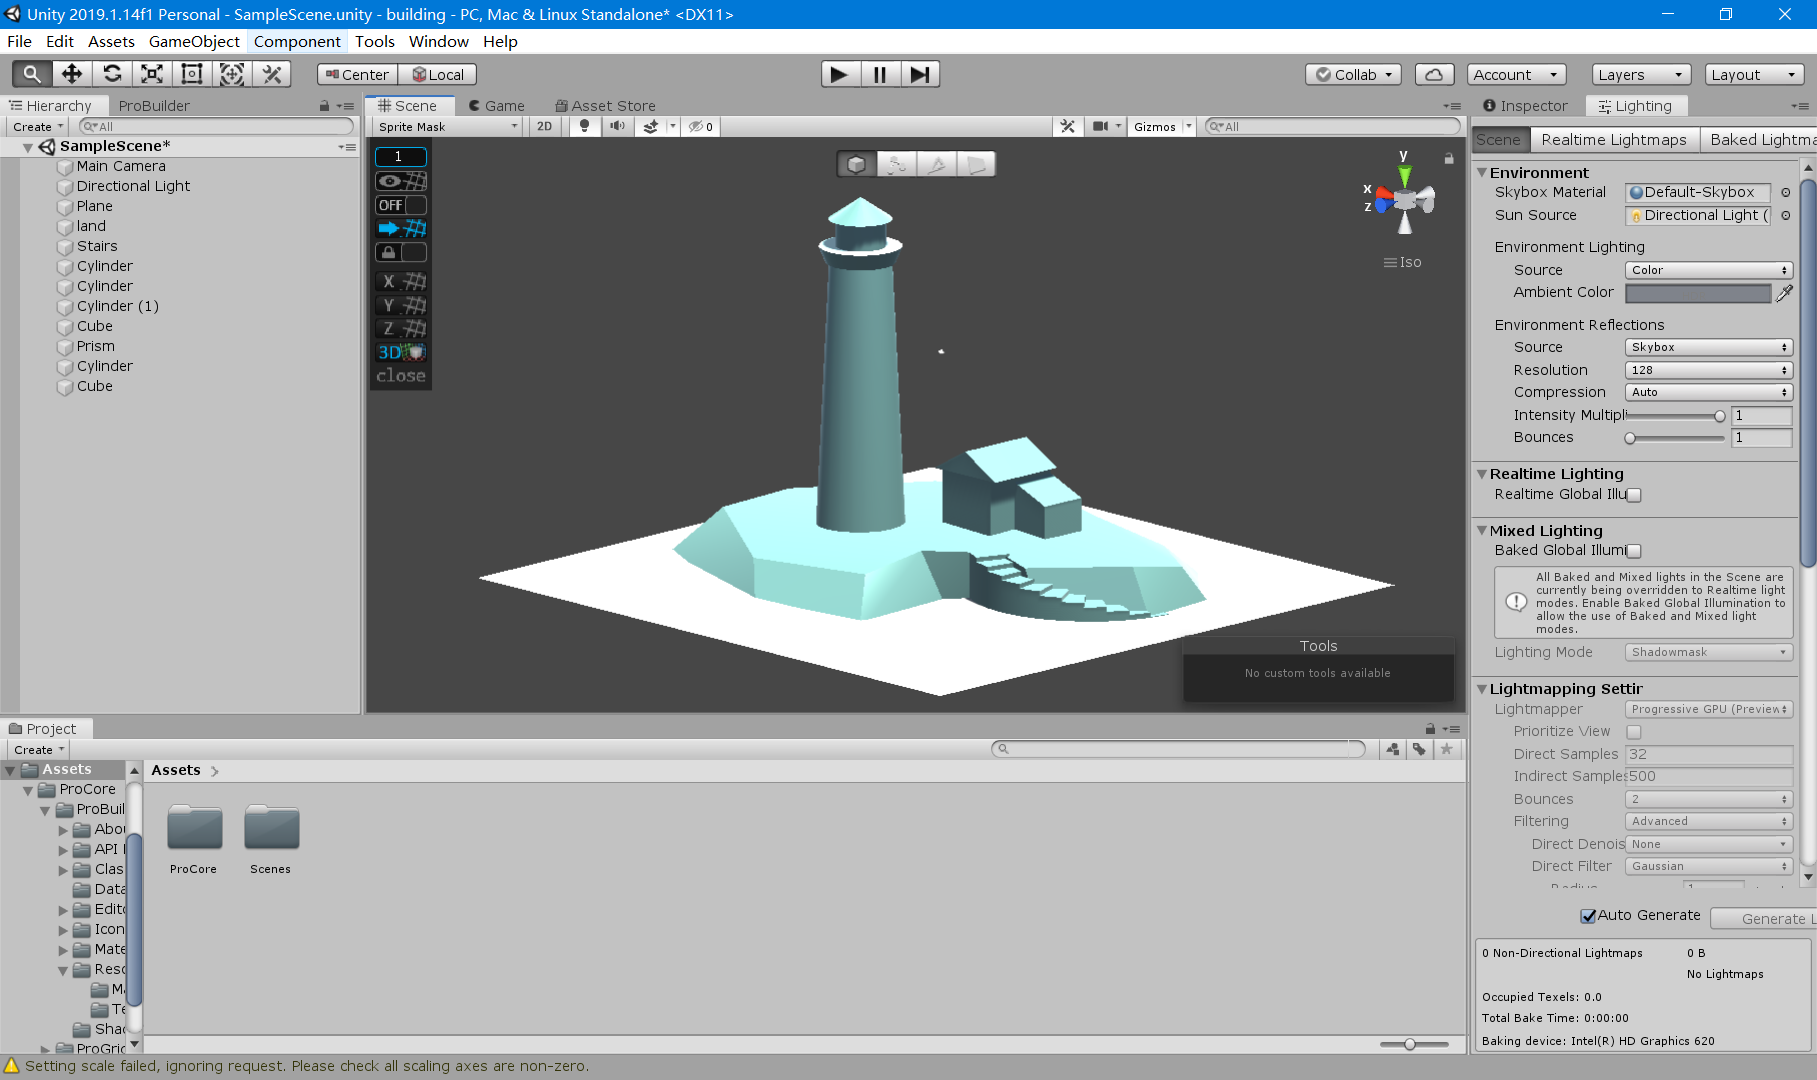 Unity 2019.1.14f1 Personal - SampleScene.unity - building - PC, Mac & Linux Standalone* <DX11>
File Edit Assets GameObject Component Tools Window Help
Center Local Collab Account Layers Layout
Hierarchy ProBuilder
Create All
SampleScene*
Main Camera
Directional Light
Plane
land
Stairs
Cylinder
Cylinder
Cylinder (1)
Cube
Prism
Cylinder
Cube
Scene Game Asset Store
Sprite Mask 2D 0 Gizmos All
1
OFF
X
Y
Z
3D
close
y
x
z
Iso
Tools
No custom tools available
Inspector Lighting
Scene Realtime Lightmaps Baked Lightma
Environment
Skybox Material Default-Skybox
Sun Source Directional Light (
Environment Lighting
Source Color
Ambient Color
Environment Reflections
Source Skybox
Resolution 128
Compression Auto
Intensity Multipli 1
Bounces 1
Realtime Lighting
Realtime Global Illu
Mixed Lighting
Baked Global Illumi
All Baked and Mixed lights in the Scene are
currently being overridden to Realtime light
modes. Enable Baked Global Illumination to
allow the use of Baked and Mixed light
modes.
Lighting Mode Shadowmask
Lightmapping Settir
Lightmapper Progressive GPU (Preview
Prioritize View
Direct Samples 32
Indirect Samples 500
Bounces 2
Filtering Advanced
Direct Denois None
Direct Filter Gaussian
Auto Generate Generate L
0 Non-Directional Lightmaps 0 B
No Lightmaps
Occupied Texels: 0.0
Total Bake Time: 0:00:00
Baking device: Intel(R) HD Graphics 620
Project
Create
Assets
ProCore
ProBuil
Abou
API
Clas
Data
Edito
Icon
Mate
Reso
Ma
Te
Shad
ProGric
Assets
ProCore
Scenes
Setting scale failed, ignoring request. Please check all scaling axes are non-zero.